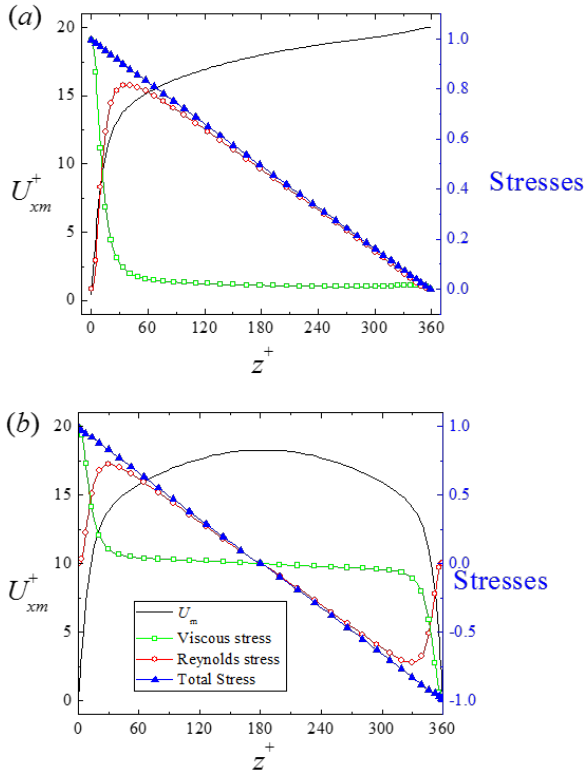 (a)
20
15
10
5
0
U⁺xm
1.0
0.8
0.6
0.4
0.2
0.0
Stresses
0 60 120 180 240 300 360
z⁺
(b)
20
15
10
5
0
U⁺xm
1.0
0.5
0.0
-0.5
-1.0
Stresses
Um
Viscous stress
Reynolds stress
Total Stress
0 60 120 180 240 300 360
z⁺